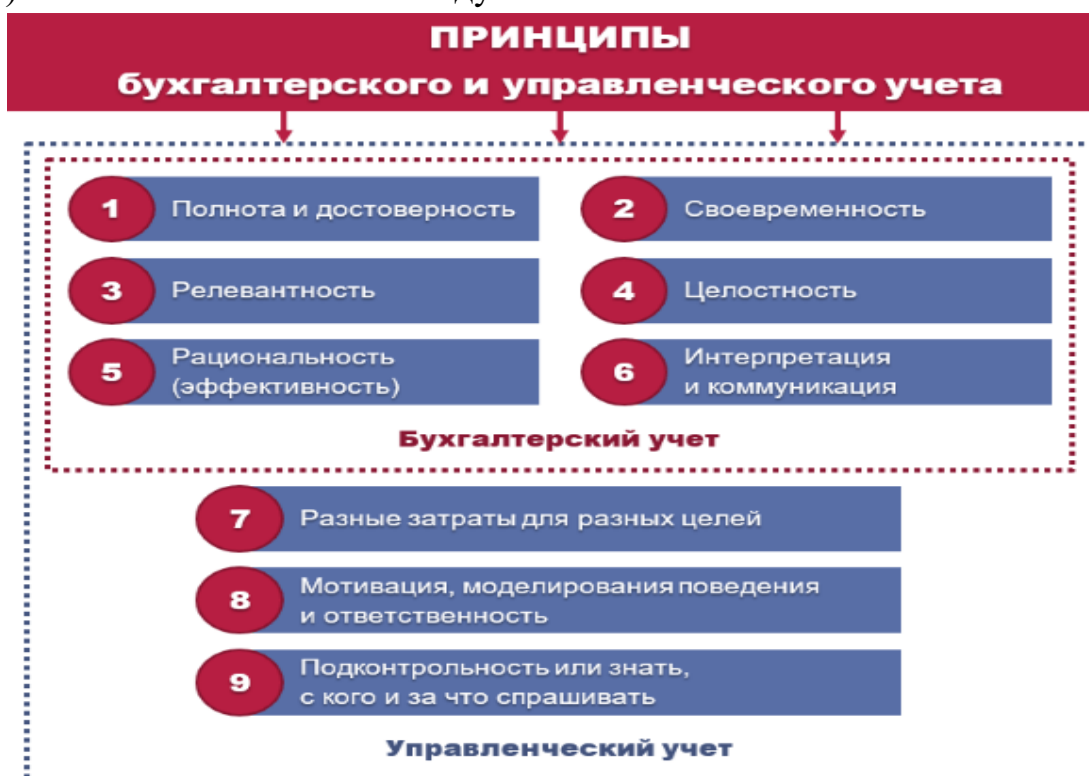 ПРИНЦИПЫ
бухгалтерского и управленческого учета
1 Полнота и достоверность
2 Своевременность
3 Релевантность
4 Целостность
5 Рациональность
(эффективность)
6 Интерпретация
и коммуникация
Бухгалтерский учет
7 Разные затраты для разных целей
8 Мотивация, моделирования поведения
и ответственность
9 Подконтрольность или знать,
с кого и за что спрашивать
Управленческий учет